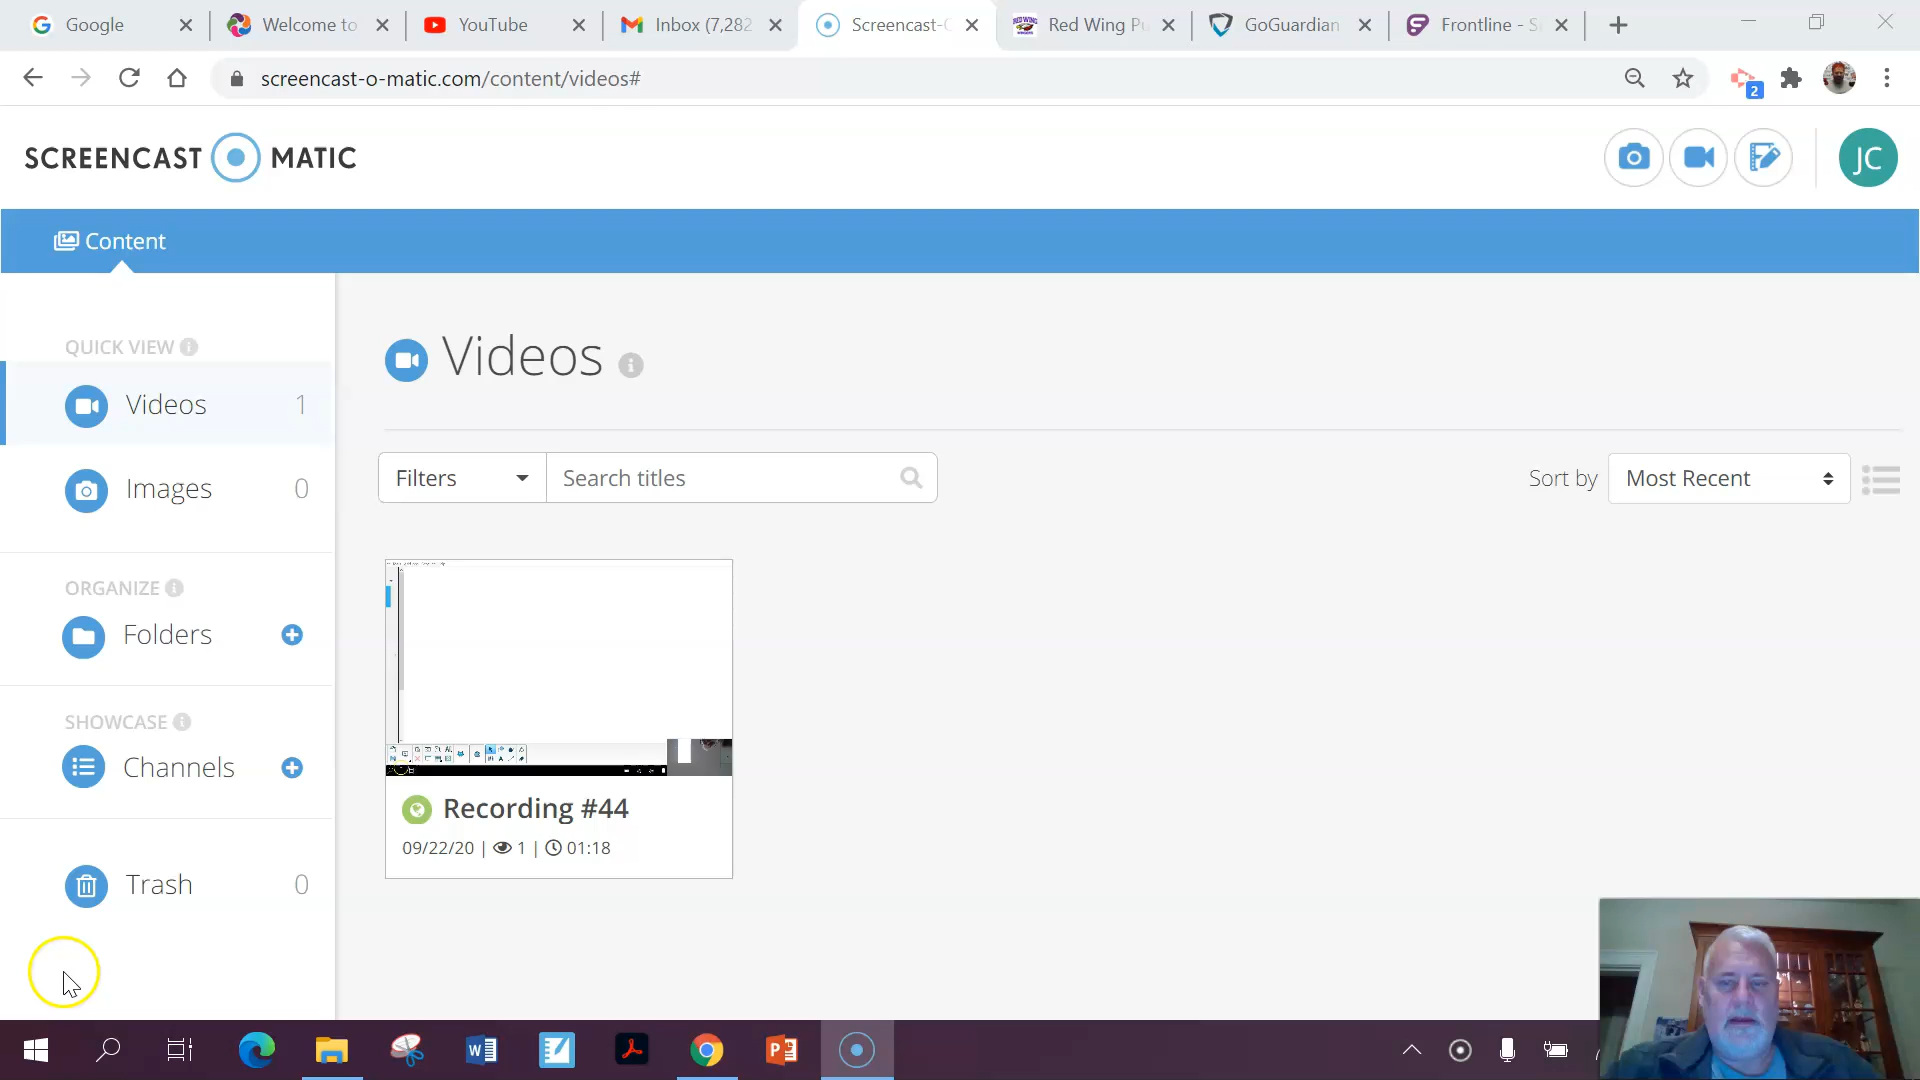 Google
Welcome to
YouTube
Inbox (7,282
Screencast-O
Red Wing Pu
GoGuardian
Frontline - S
screencast-o-matic.com/content/videos#
2
SCREENCAST MATIC
JC
Content
QUICK VIEW
Videos 1
Images 0
ORGANIZE
Folders
SHOWCASE
Channels
Trash 0
Videos
Filters
Search titles
Sort by
Most Recent
Recording #44
09/22/20 | 1 | 01:18